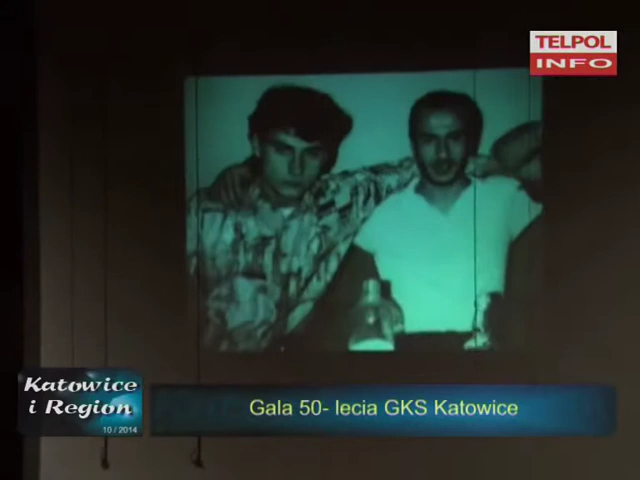 TELPOL
INFO
Katowice
i Region
10/2014
Gala 50- lecia GKS Katowice